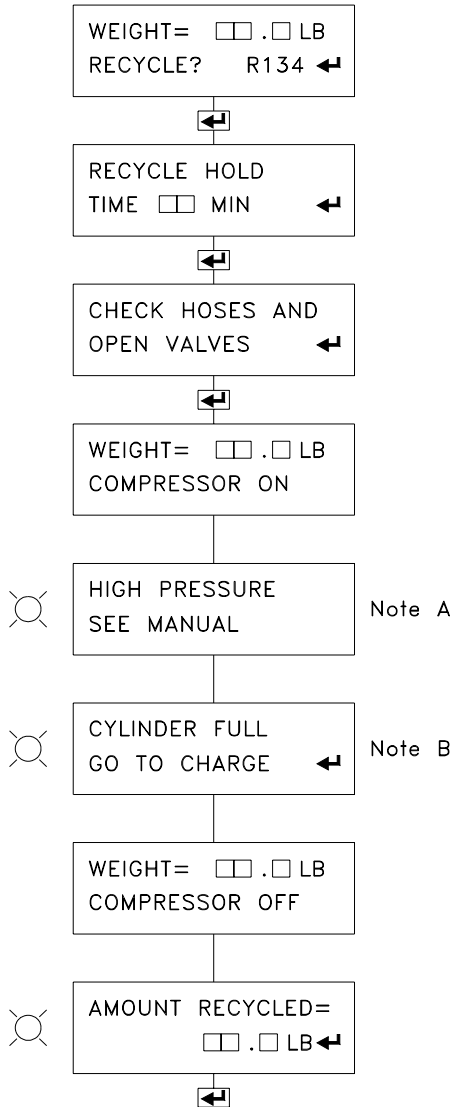 WEIGHT= □□.□ LB
RECYCLE? R134 ↵
↵
RECYCLE HOLD
TIME □□ MIN ↵
↵
CHECK HOSES AND
OPEN VALVES ↵
↵
WEIGHT= □□.□ LB
COMPRESSOR ON
HIGH PRESSURE
SEE MANUAL
Note A
CYLINDER FULL
GO TO CHARGE ↵
Note B
WEIGHT= □□.□ LB
COMPRESSOR OFF
AMOUNT RECYCLED=
□□.□ LB ↵
↵